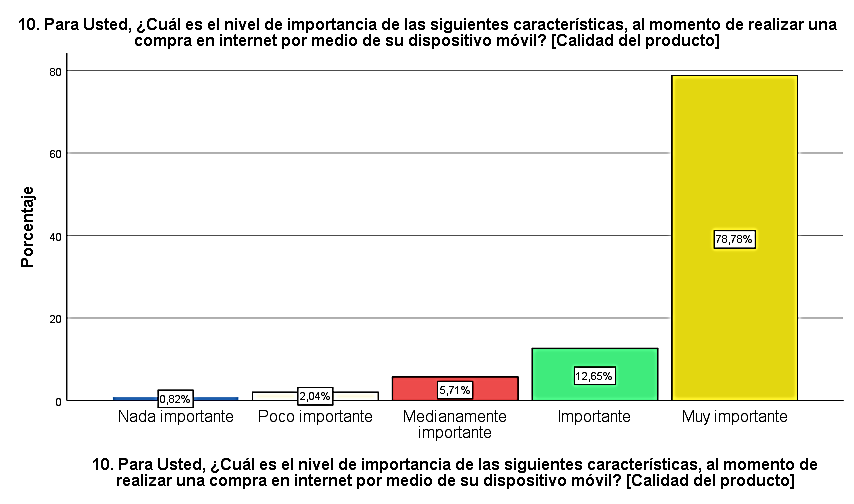 10. Para Usted, ¿Cuál es el nivel de importancia de las siguientes características, al momento de realizar una
compra en internet por medio de su dispositivo móvil? [Calidad del producto]
80
60
40
20
0
Porcentaje
0,82%
2,04%
5,71%
12,65%
78,78%
Nada importante
Poco importante
Medianamente
importante
Importante
Muy importante
10. Para Usted, ¿Cuál es el nivel de importancia de las siguientes características, al momento de
realizar una compra en internet por medio de su dispositivo móvil? [Calidad del producto]